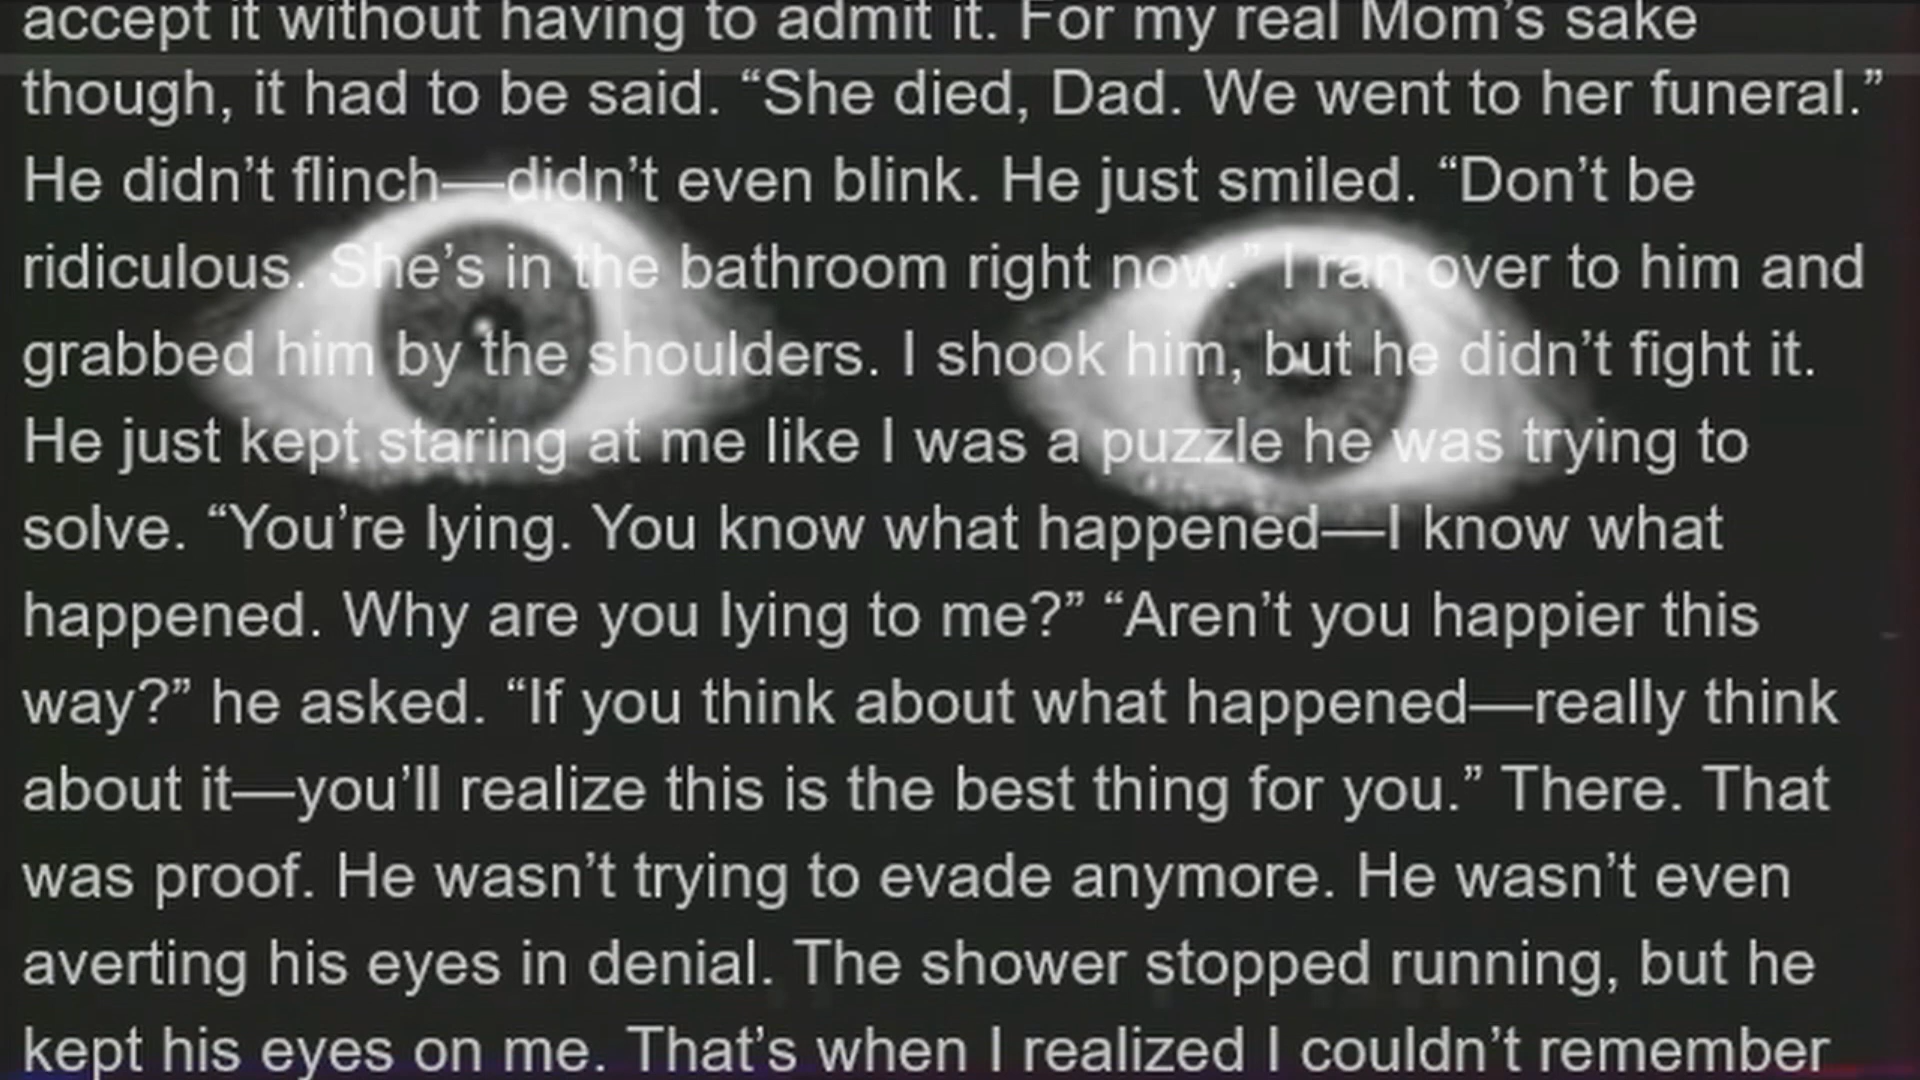 accept it without having to admit it. For my real Mom’s sake
though, it had to be said. “She died, Dad. We went to her funeral.”
He didn’t flinch—didn’t even blink. He just smiled. “Don’t be
ridiculous. She’s in the bathroom right now.” I ran over to him and
grabbed him by the shoulders. I shook him, but he didn’t fight it.
He just kept staring at me like I was a puzzle he was trying to
solve. “You’re lying. You know what happened—I know what
happened. Why are you lying to me?” “Aren’t you happier this
way?” he asked. “If you think about what happened—really think
about it—you’ll realize this is the best thing for you.” There. That
was proof. He wasn’t trying to evade anymore. He wasn’t even
averting his eyes in denial. The shower stopped running, but he
kept his eyes on me. That’s when I realized I couldn’t remember